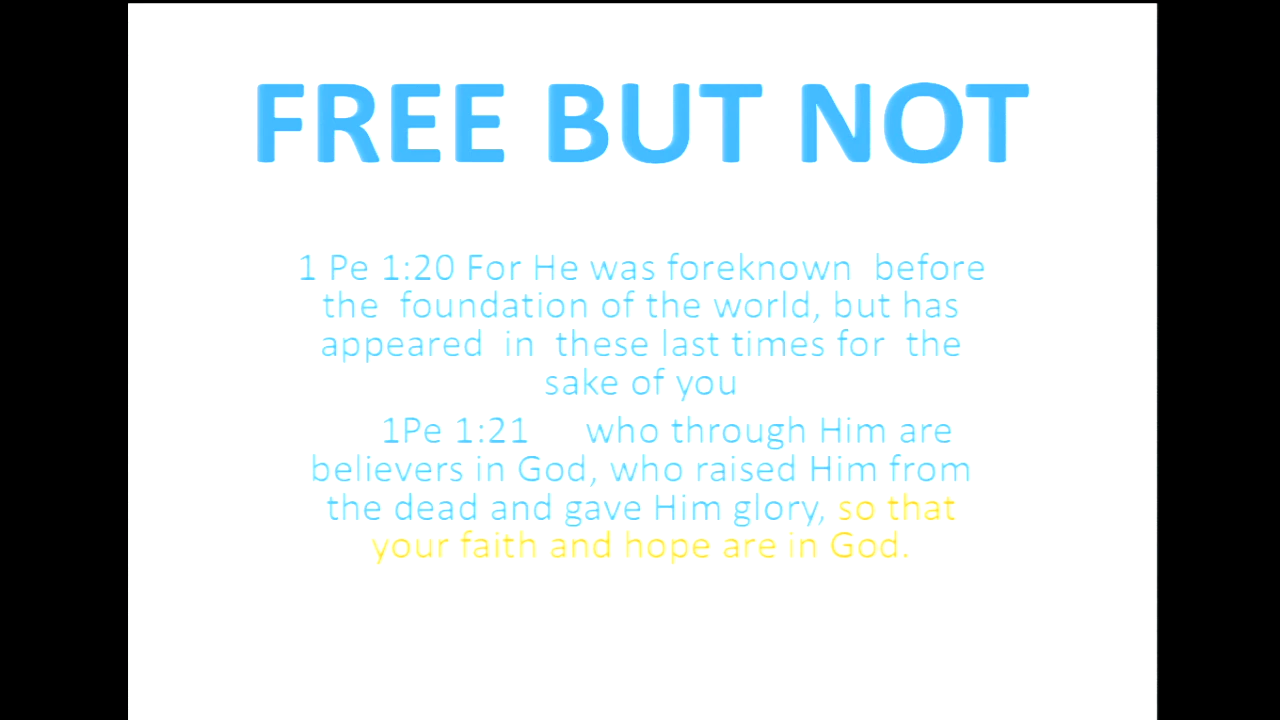 FREE BUT NOT
1 Pe 1:20 For He was foreknown before
the foundation of the world, but has
appeared in these last times for the
sake of you
1Pe 1:21 who through Him are
believers in God, who raised Him from
the dead and gave Him glory, so that
your faith and hope are in God.